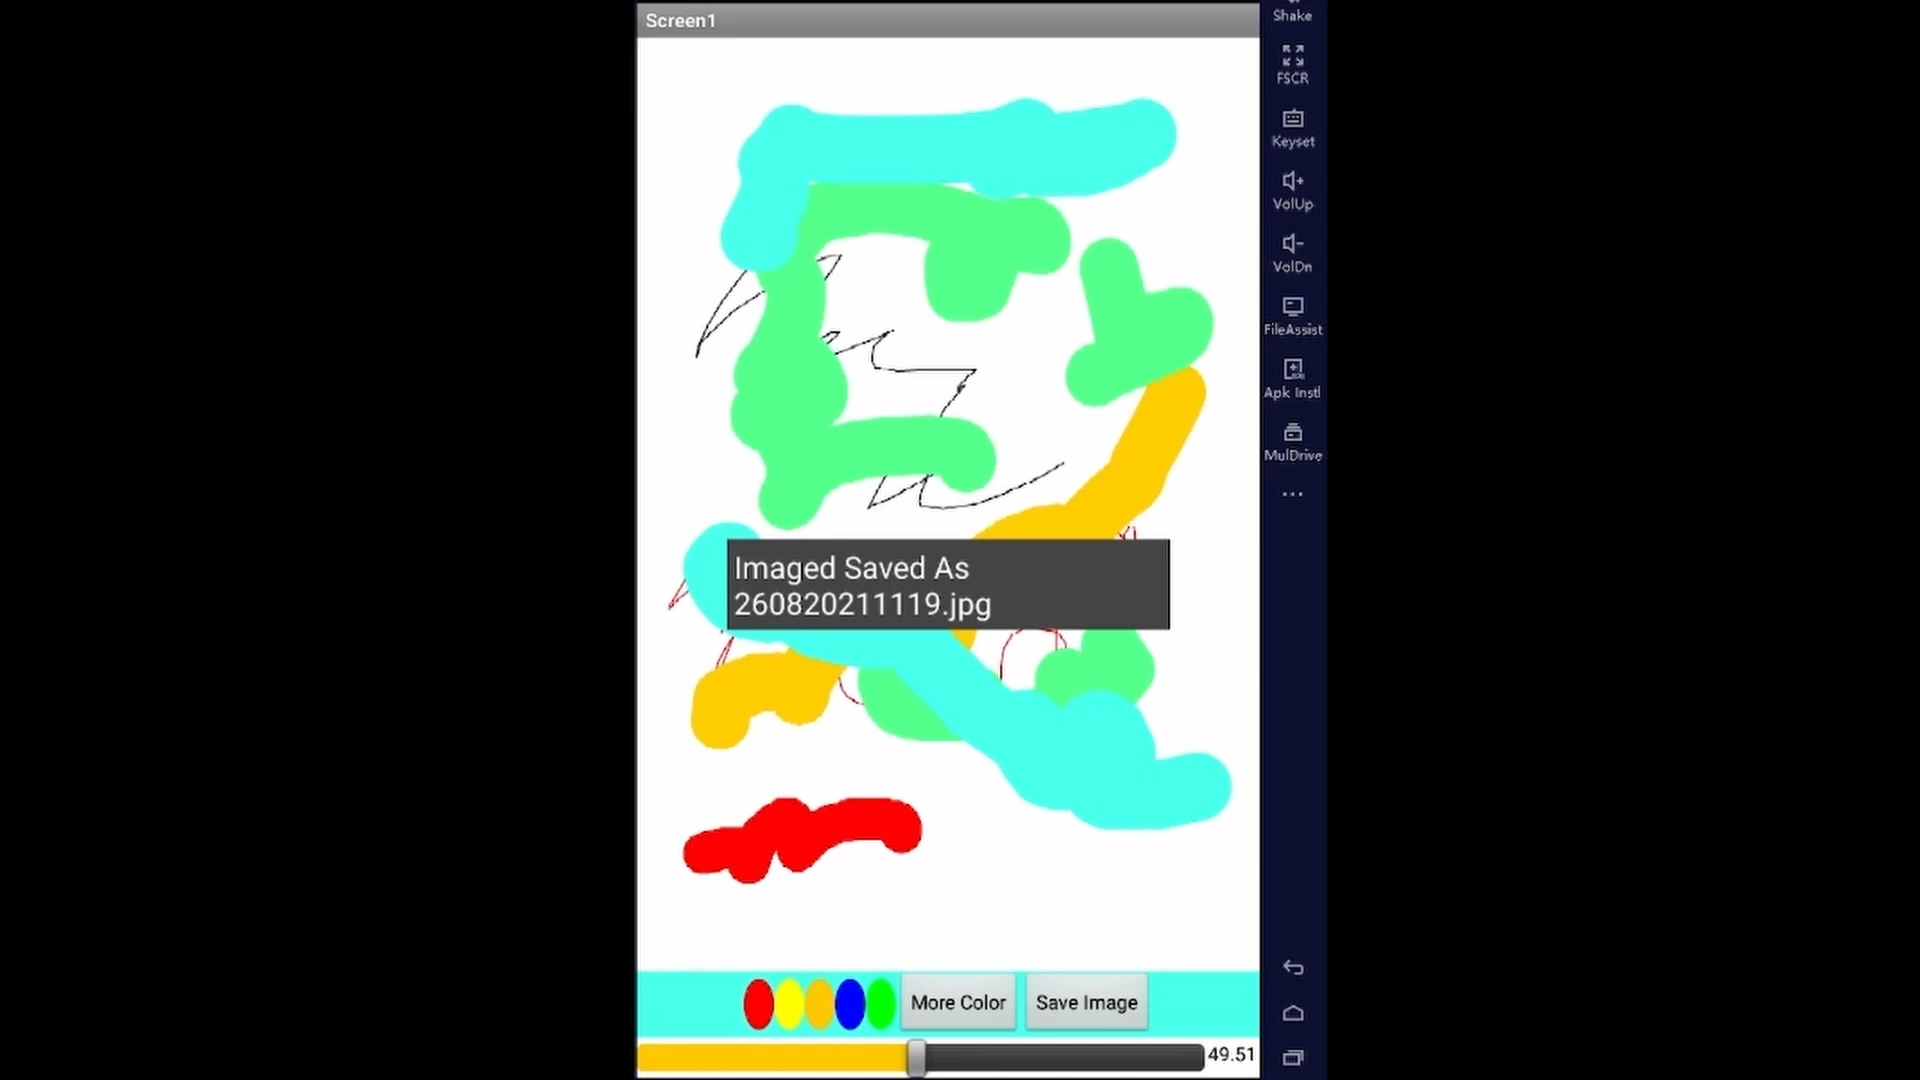 Screen1
Shake
FSCR
Keyset
VolUp
VolDn
FileAssist
Apk Instl
MulDrive
Imaged Saved As
260820211119.jpg
More Color
Save Image
49.51